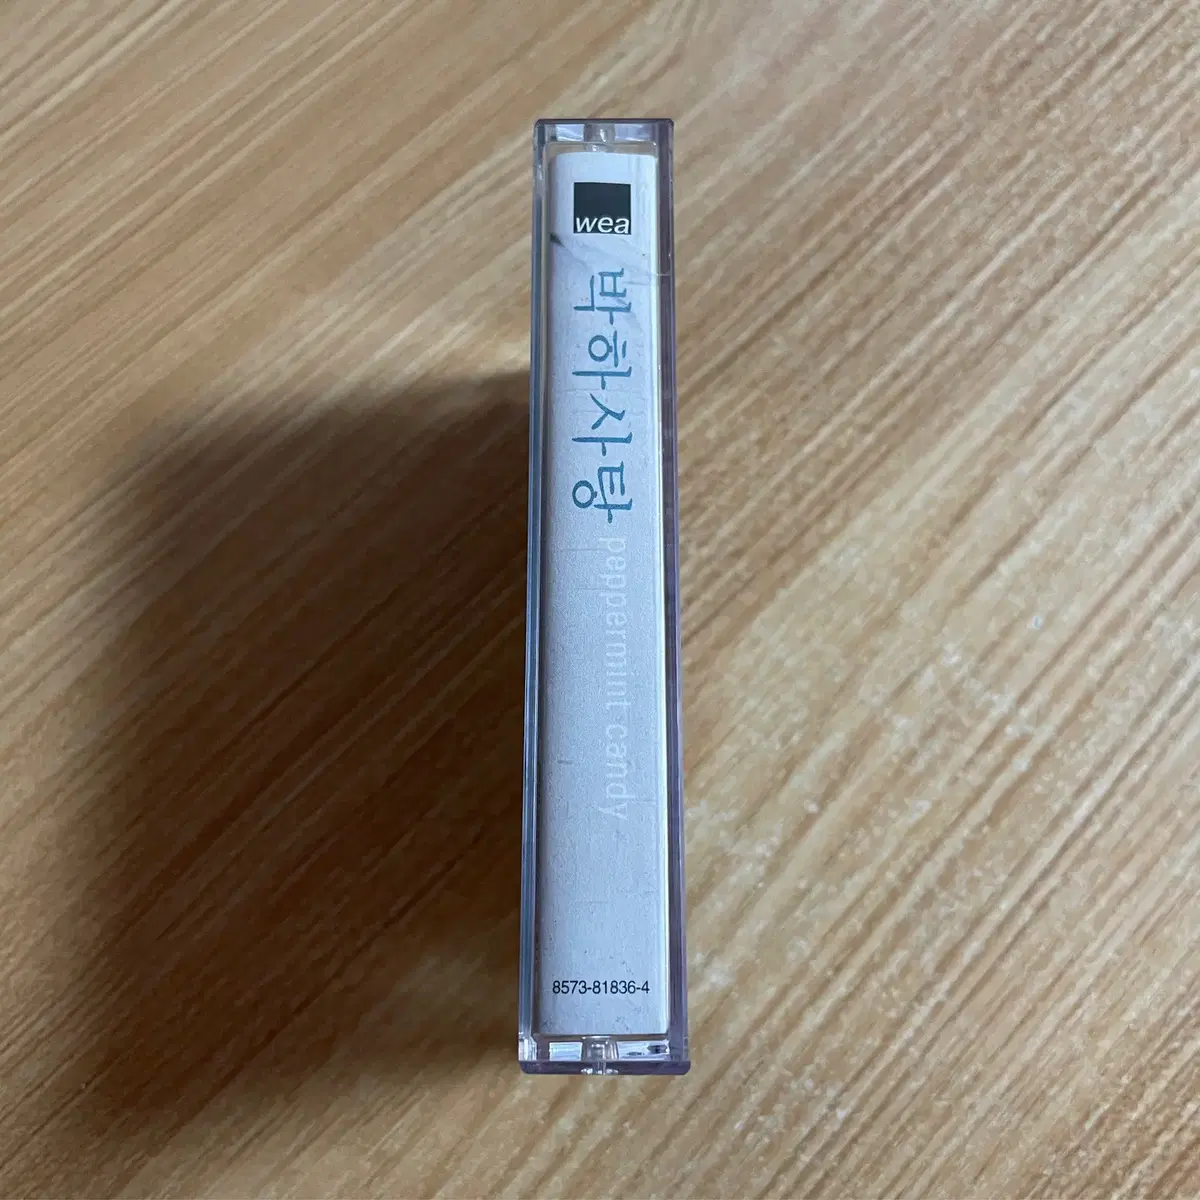 wea
박하사탕
peppermint candy
8573-81836-4